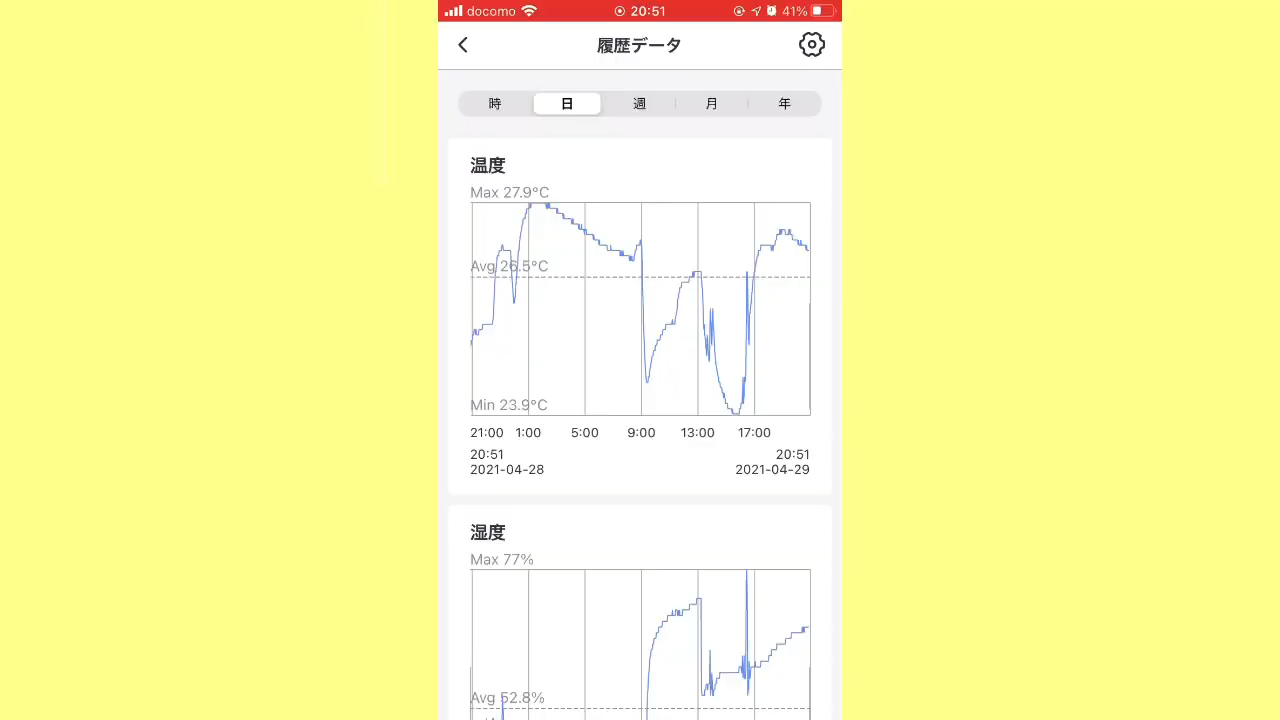 docomo 20:51 41%
履歴データ
時 日 週 月 年
温度
Max 27.9°C
Avg 26.5°C
Min 23.9°C
21:00 1:00 5:00 9:00 13:00 17:00
20:51 20:51
2021-04-28 2021-04-29
湿度
Max 77%
Avg 52.8%